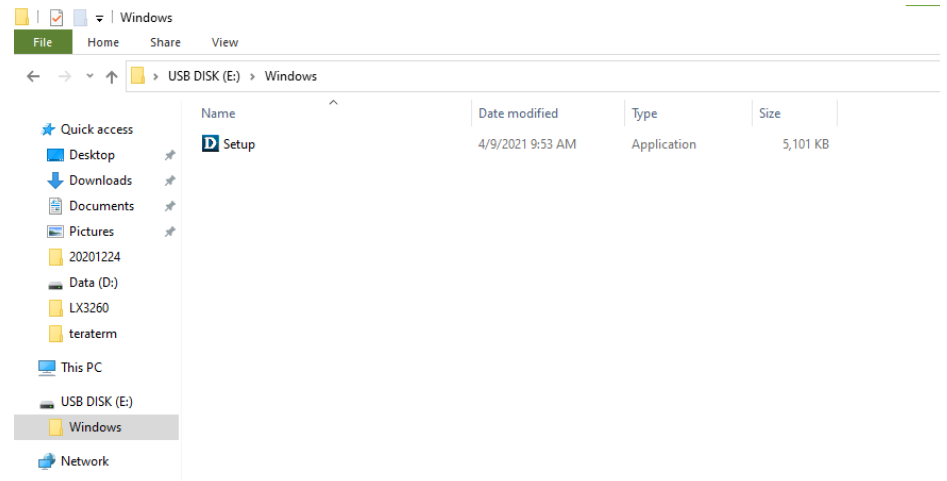 Windows
File Home Share View
USB DISK (E:) > Windows
Name Date modified Type Size
Quick access
D Setup 4/9/2021 9:53 AM Application 5,101 KB
Desktop
Downloads
Documents
Pictures
20201224
Data (D:)
LX3260
teraterm
This PC
USB DISK (E:)
Windows
Network